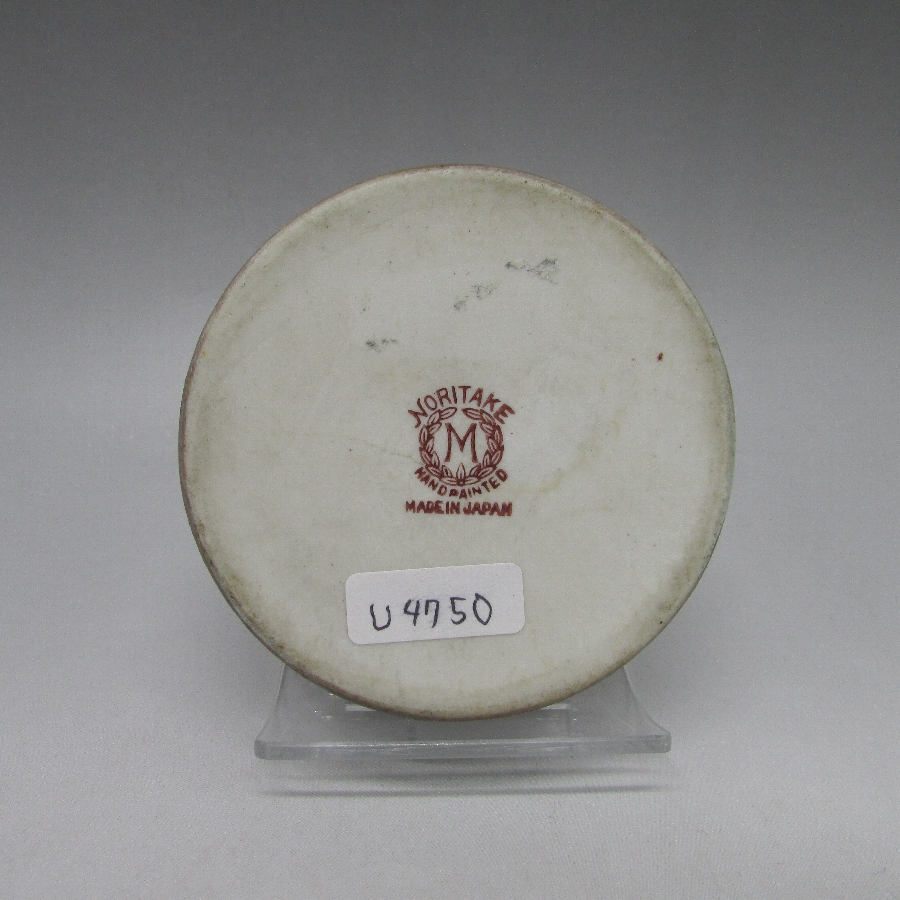 NORITAKE
M
HAND PAINTED
MADE IN JAPAN
U4750